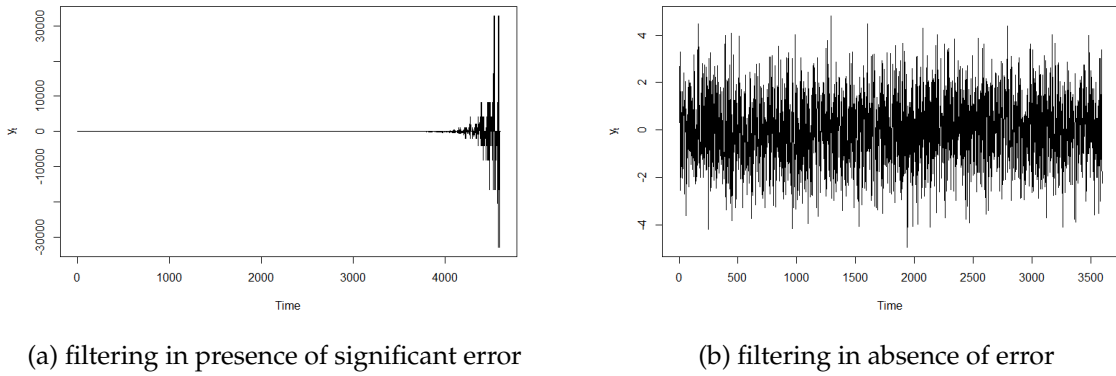 30000
10000
0
-10000
-30000
yt
0 1000 2000 3000 4000
Time
4
2
0
-2
-4
yt
0 500 1000 1500 2000 2500 3000 3500
Time
(a) filtering in presence of significant error
(b) filtering in absence of error